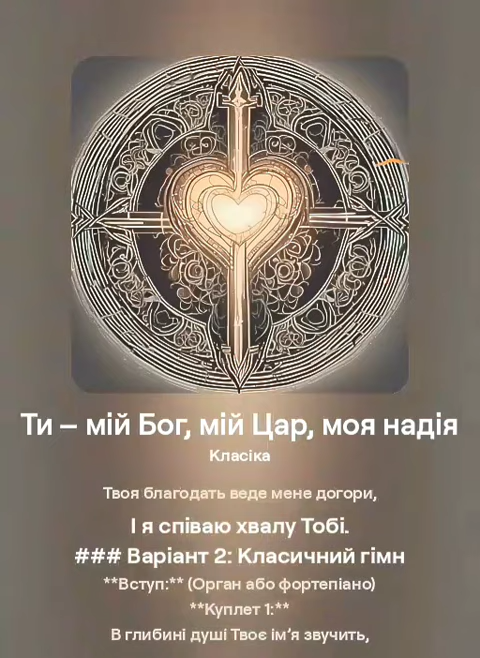 Ти – мій Бог, мій Цар, моя надія
Класіка
Твоя благодать веде мене догори,
І я співаю хвалу Тобі.
### Варіант 2: Класичний гімн
**Вступ:** (Орган або фортепіано)
**Куплет 1:**
В глибині душі Твоє ім’я звучить,